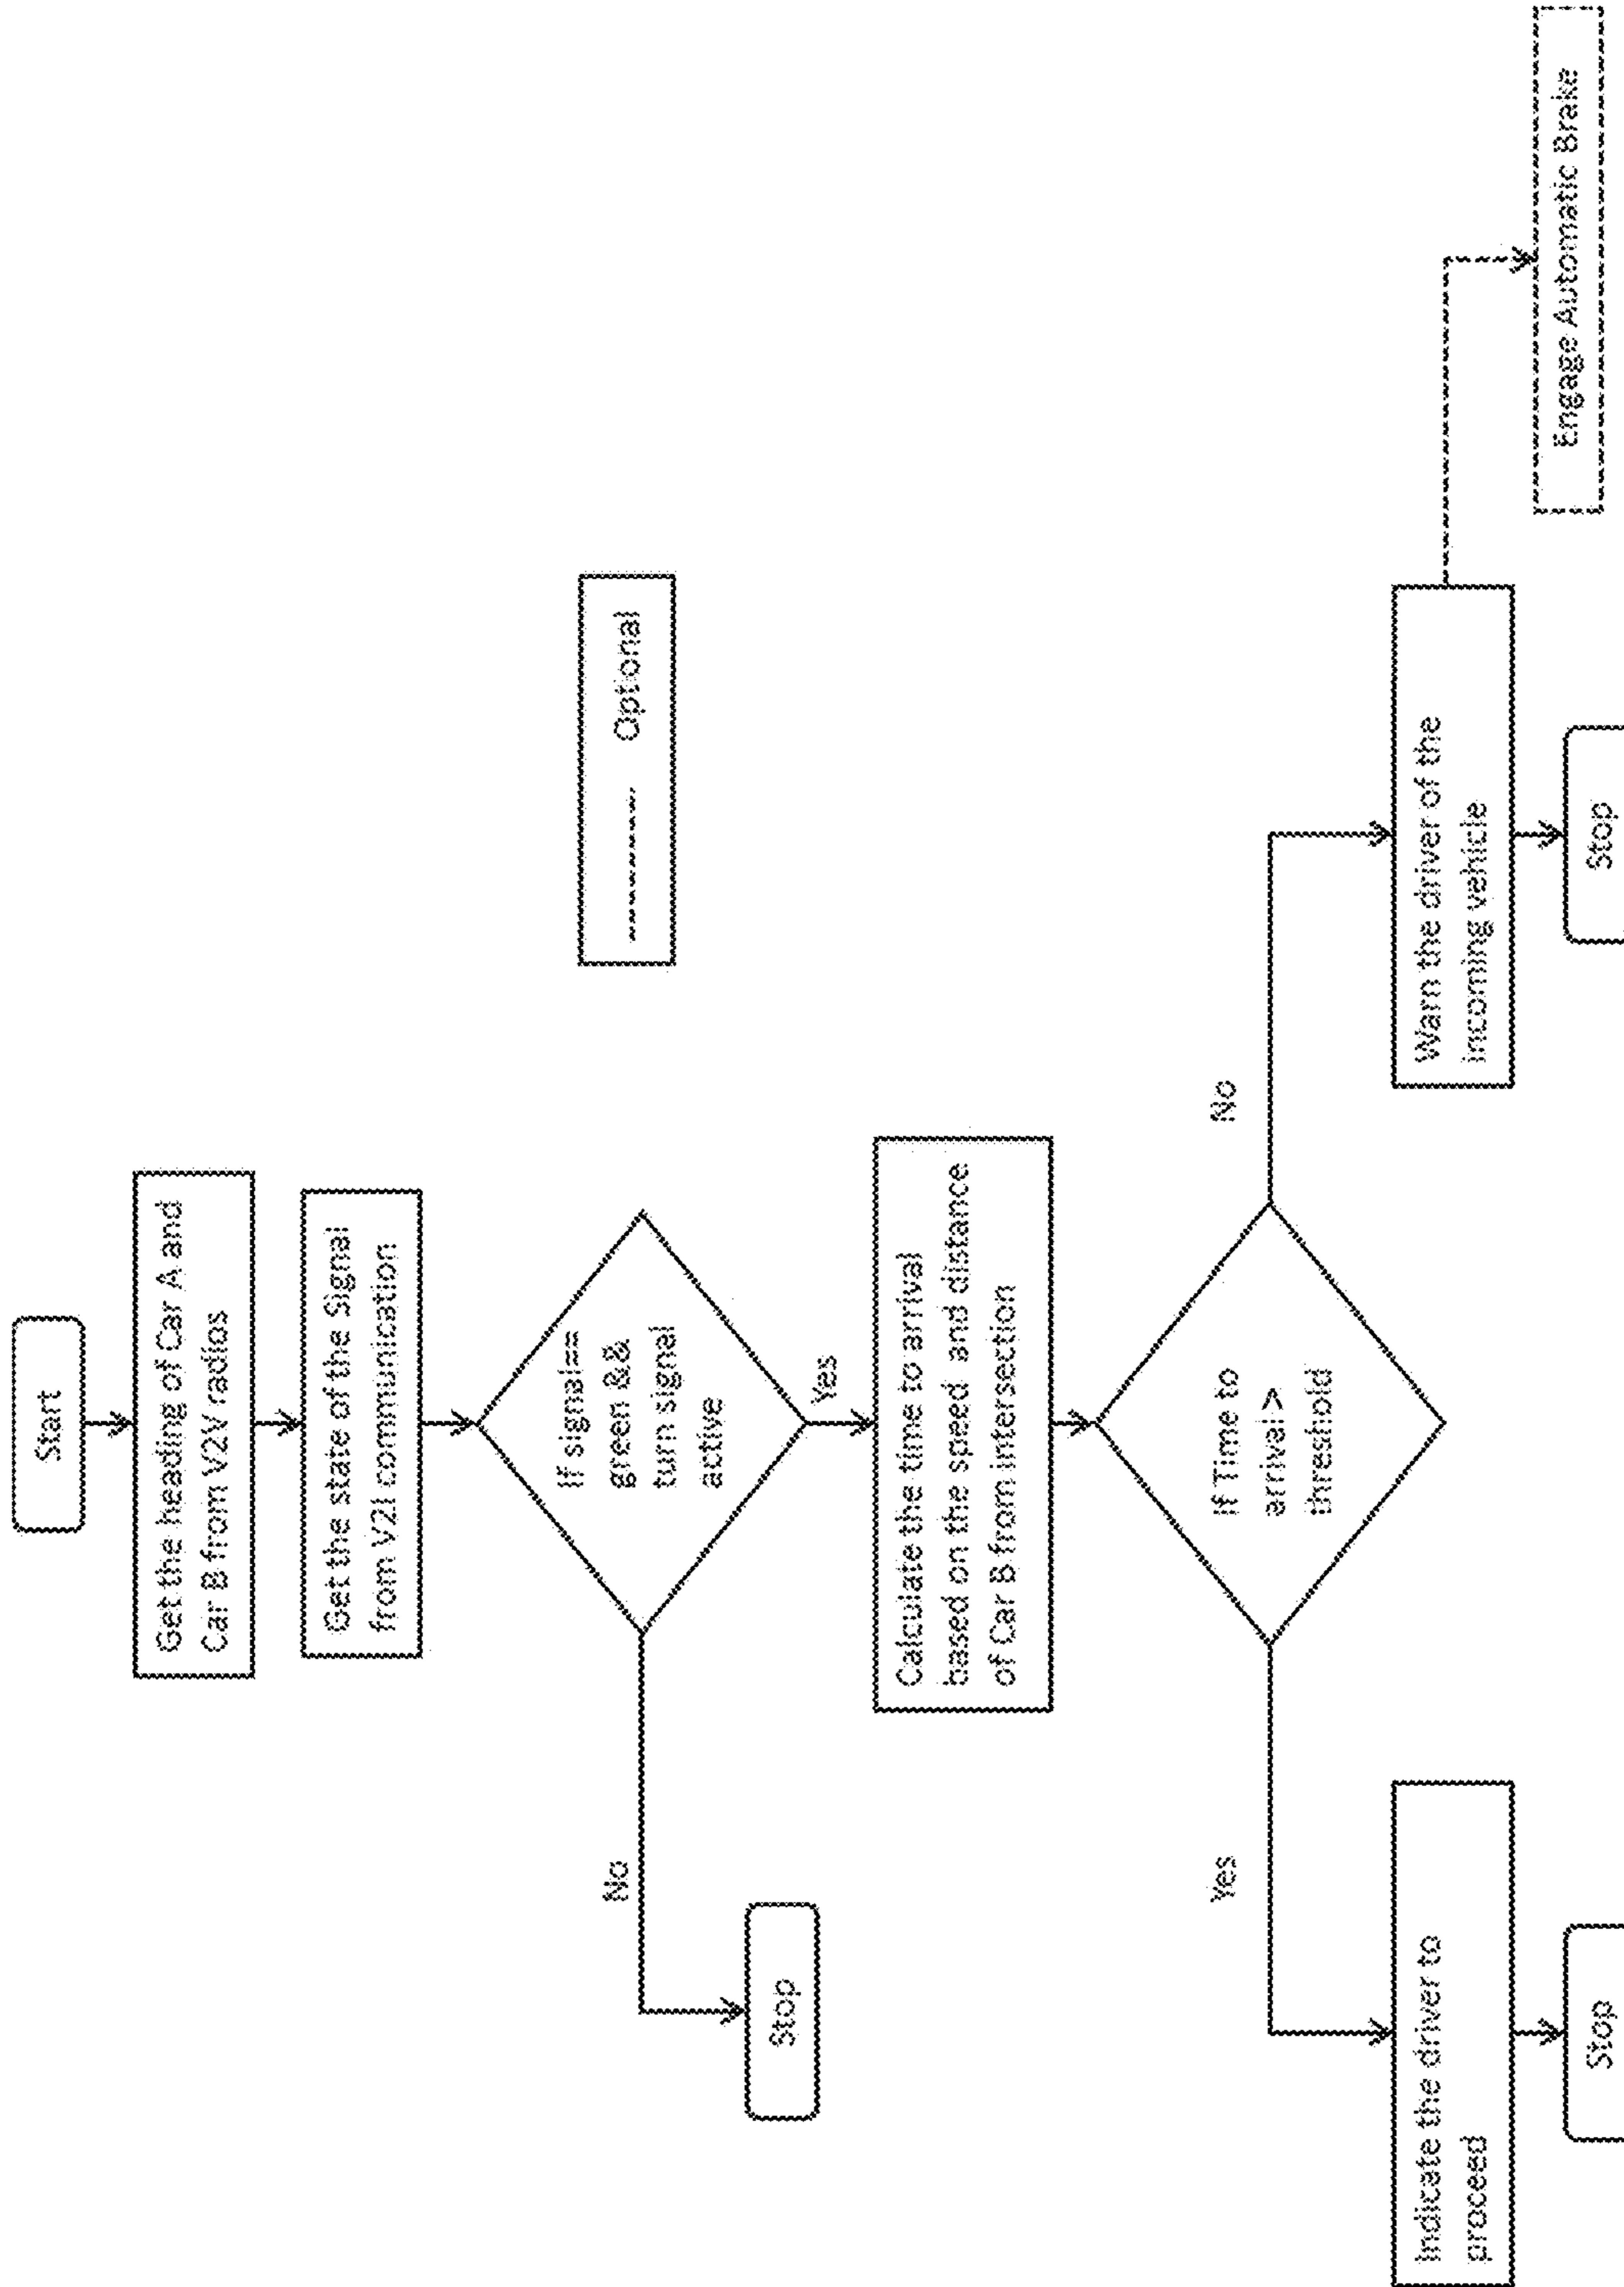 Start
Get the heading of Car A and
Car B from V2V radios
Get the state of the Signal
from V2I communication
If signal==
green &&
turn signal
active
No
Stop
Optional
Yes
Calculate the time to arrival
based on the speed and distance
of Car B from intersection
If Time to
arrival >
threshold
Yes
No
Indicate the driver to
proceed
Stop
Warn the driver of the
incoming vehicle
Stop
Engage Automatic Brake